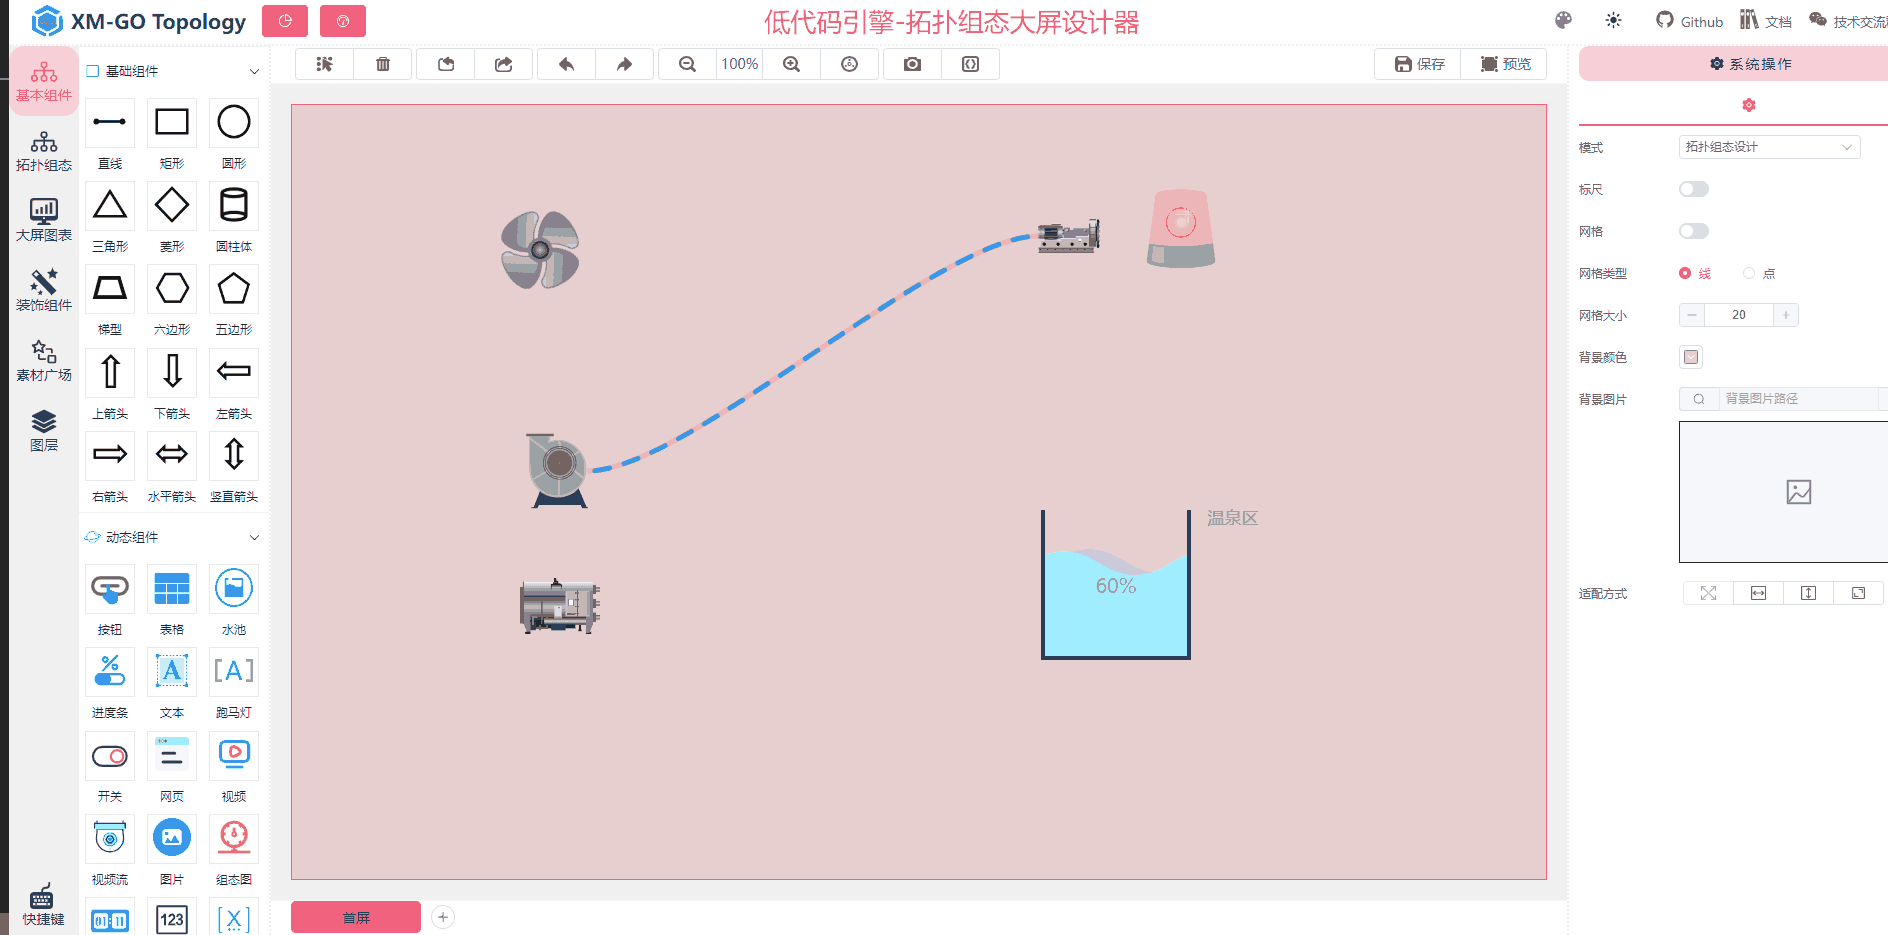 XM-GO Topology
低代码引擎-拓扑组态大屏设计器
Github
文档
技术交流
基本组件
拓扑组态
大屏图表
装饰组件
素材广场
图层
快捷键
基础组件
直线 矩形 圆形
三角形 菱形 圆柱体
梯型 六边形 五边形
上箭头 下箭头 左箭头
右箭头 水平箭头 竖直箭头
动态组件
按钮 表格 水池
进度条 文本 跑马灯
开关 网页 视频
视频流 图片 组态图
01:11 123 [X]
100%
保存 预览
温泉区
60%
首屏
系统操作
模式 拓扑组态设计
标尺
网格
网格类型 线 点
网格大小 20
背景颜色
背景图片 背景图片路径
适配方式